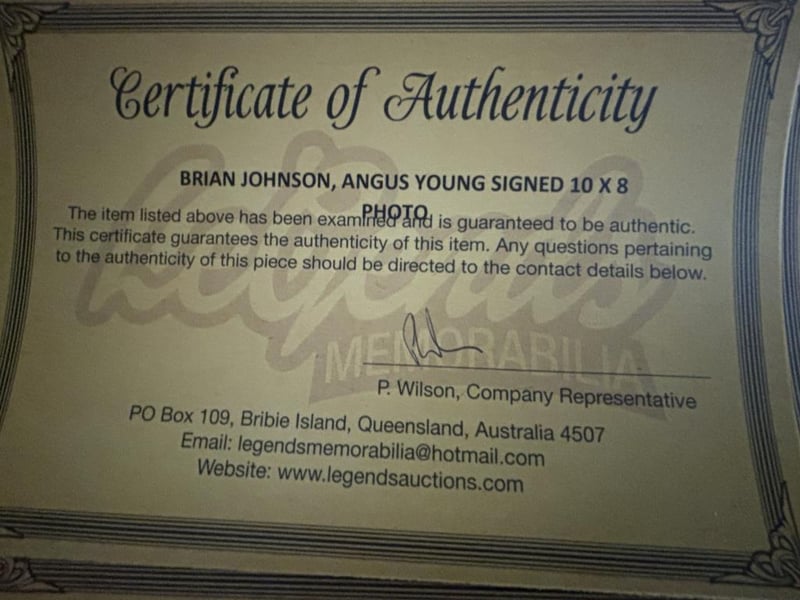 Certificate of Authenticity
BRIAN JOHNSON, ANGUS YOUNG SIGNED 10 X 8
PHOTO
The item listed above has been examined and is guaranteed to be authentic.
This certificate guarantees the authenticity of this item. Any questions pertaining
to the authenticity of this piece should be directed to the contact details below.
Legends
MEMORABILIA
P. Wilson, Company Representative
PO Box 109, Bribie Island, Queensland, Australia 4507
Email: legendsmemorabilia@hotmail.com
Website: www.legendsauctions.com